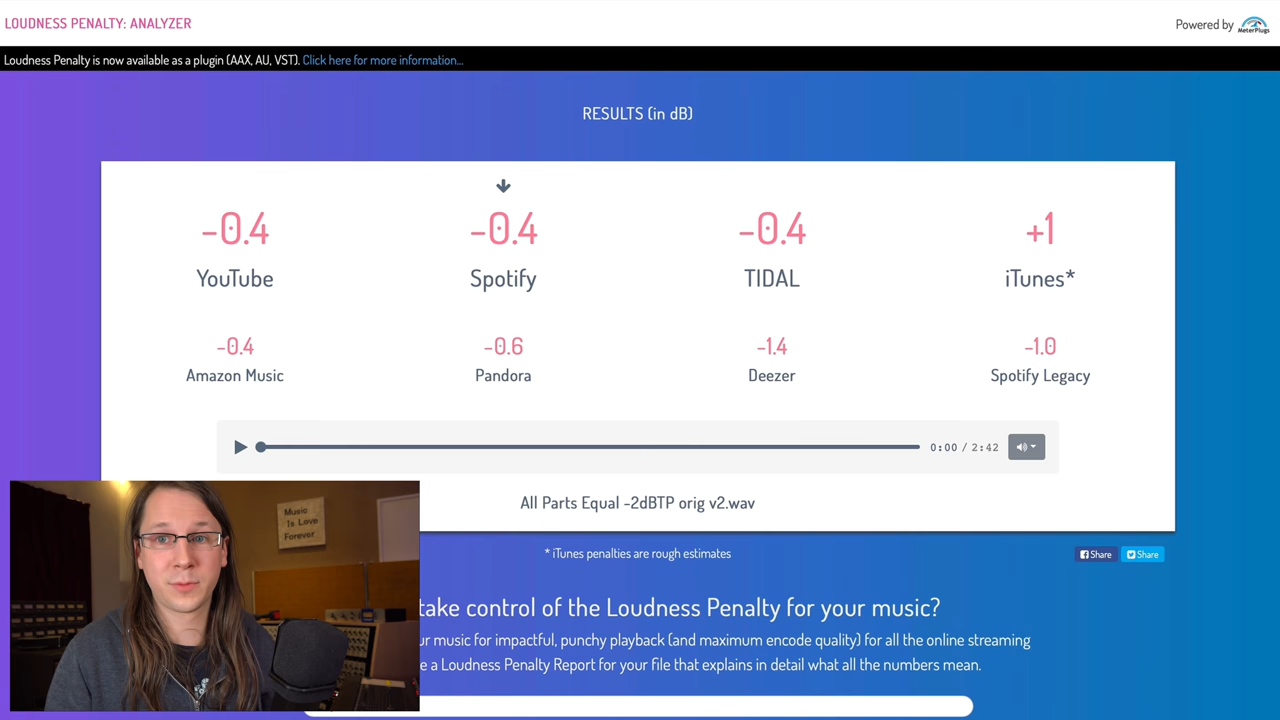 LOUDNESS PENALTY: ANALYZER
Powered by
MeterPlugs
Loudness Penalty is now available as a plugin (AAX, AU, VST). Click here for more information...
RESULTS (in dB)
-0.4
-0.4
-0.4
+1
YouTube
Spotify
TIDAL
iTunes*
-0.4
-0.6
-1.4
-1.0
Amazon Music
Pandora
Deezer
Spotify Legacy
0:00 / 2:42
All Parts Equal -2dBTP orig v2.wav
* iTunes penalties are rough estimates
Share
Share
Music
Is Love
Forever
take control of the Loudness Penalty for your music?
ur music for impactful, punchy playback (and maximum encode quality) for all the online streaming
e a Loudness Penalty Report for your file that explains in detail what all the numbers mean.